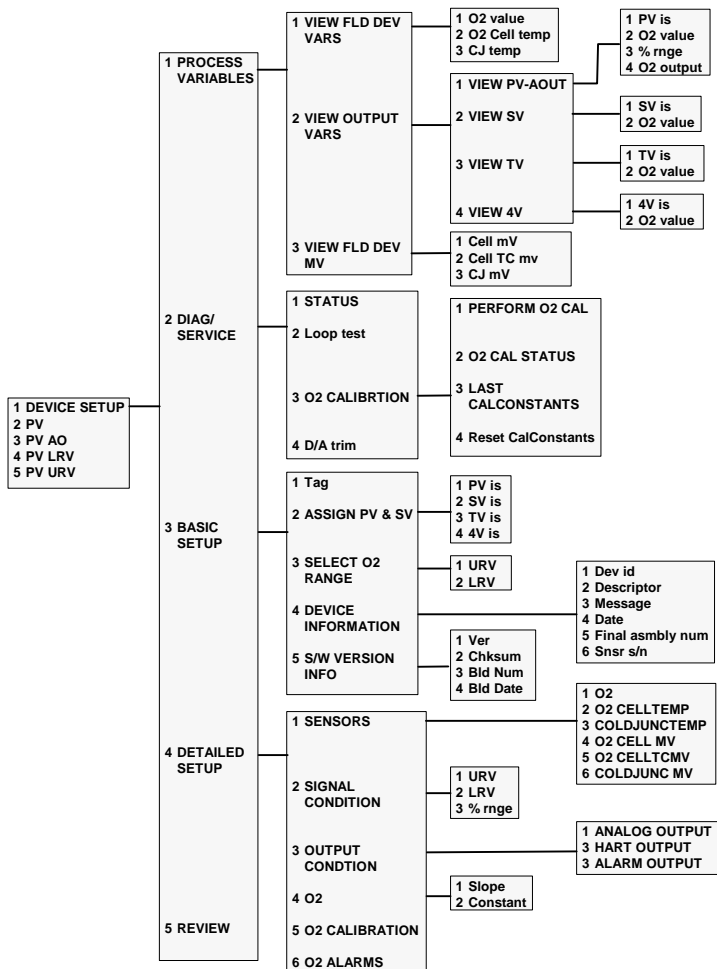 1 DEVICE SETUP
2 PV
3 PV AO
4 PV LRV
5 PV URV
1 PROCESS
VARIABLES
2 DIAG/
SERVICE
3 BASIC
SETUP
4 DETAILED
SETUP
5 REVIEW
1 VIEW FLD DEV
VARS
2 VIEW OUTPUT
VARS
3 VIEW FLD DEV
MV
1 O2 value
2 O2 Cell temp
3 CJ temp
1 VIEW PV-AOUT
2 VIEW SV
3 VIEW TV
4 VIEW 4V
1 PV is
2 O2 value
3 % rnge
4 O2 output
1 SV is
2 O2 value
1 TV is
2 O2 value
1 4V is
2 O2 value
1 Cell mV
2 Cell TC mv
3 CJ mV
1 STATUS
2 Loop test
3 O2 CALIBRTION
4 D/A trim
1 PERFORM O2 CAL
2 O2 CAL STATUS
3 LAST
CALCONSTANTS
4 Reset CalConstants
1 Tag
2 ASSIGN PV & SV
3 SELECT O2
RANGE
4 DEVICE
INFORMATION
5 S/W VERSION
INFO
1 PV is
2 SV is
3 TV is
4 4V is
1 URV
2 LRV
1 Dev id
2 Descriptor
3 Message
4 Date
5 Final asmbly num
6 Snsr s/n
1 Ver
2 Chksum
3 Bld Num
4 Bld Date
1 SENSORS
2 SIGNAL
CONDITION
3 OUTPUT
CONDTION
4 O2
5 O2 CALIBRATION
6 O2 ALARMS
1 O2
2 O2 CELLTEMP
3 COLDJUNCTEMP
4 O2 CELL MV
5 O2 CELLTCMV
6 COLDJUNC MV
1 URV
2 LRV
3 % rnge
1 ANALOG OUTPUT
3 HART OUTPUT
3 ALARM OUTPUT
1 Slope
2 Constant